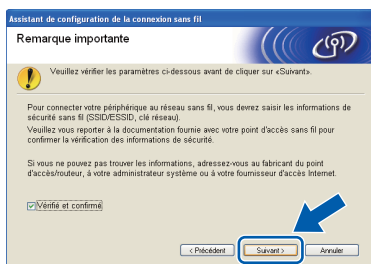 Assistant de configuration de la connexion sans fil
Remarque importante
Veuillez vérifier les paramètres ci-dessous avant de cliquer sur «Suivant».
Pour connecter votre périphérique au réseau sans fil, vous devrez saisir les informations de
sécurité sans fil (SSID/ESSID, clé réseau).
Veuillez vous reporter à la documentation fournie avec votre point d'accès sans fil pour
confirmer la vérification des informations de sécurité.
Si vous ne pouvez pas trouver les informations, adressez-vous au fabricant du point
d'accès/routeur, à votre administrateur système ou à votre fournisseur d'accès Internet.
Vérifié et confirmé
< Précédent
Suivant >
Annuler